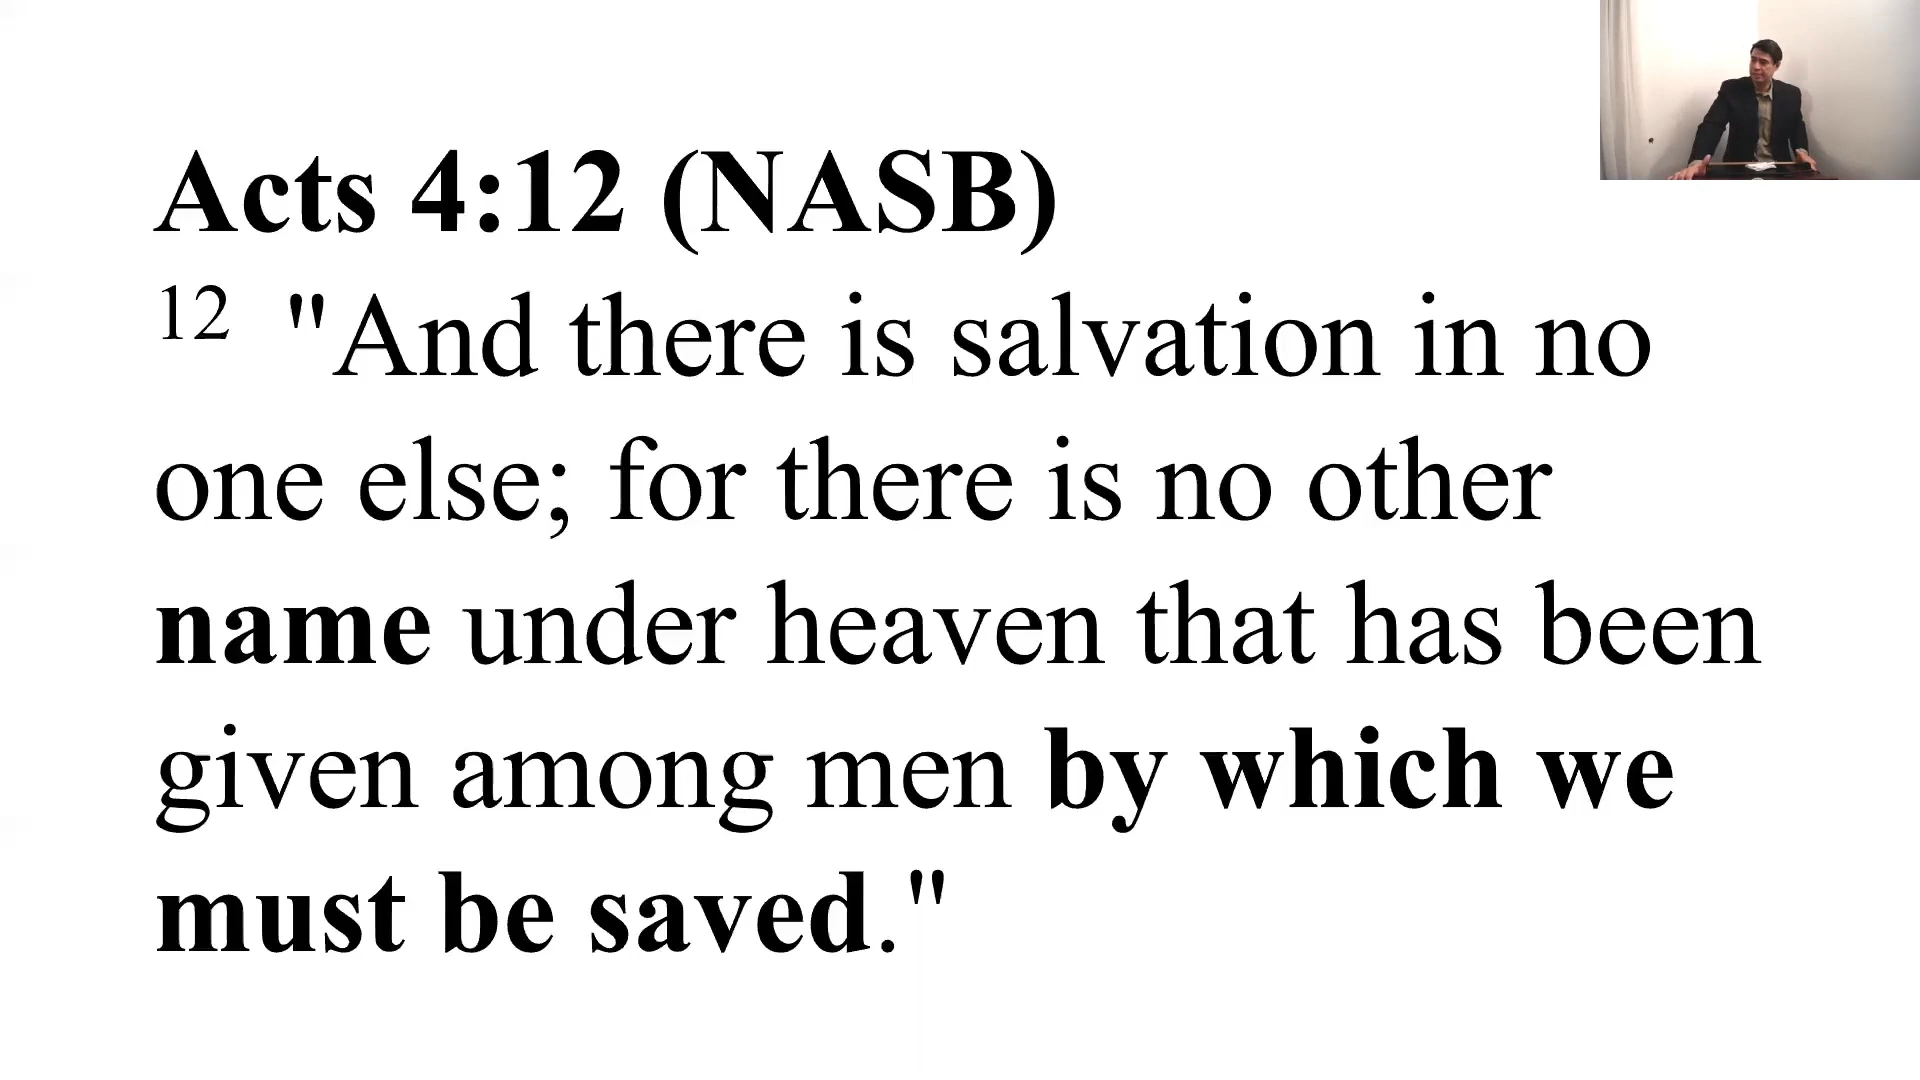 Acts 4:12 (NASB)
12 "And there is salvation in no
one else; for there is no other
name under heaven that has been
given among men by which we
must be saved."